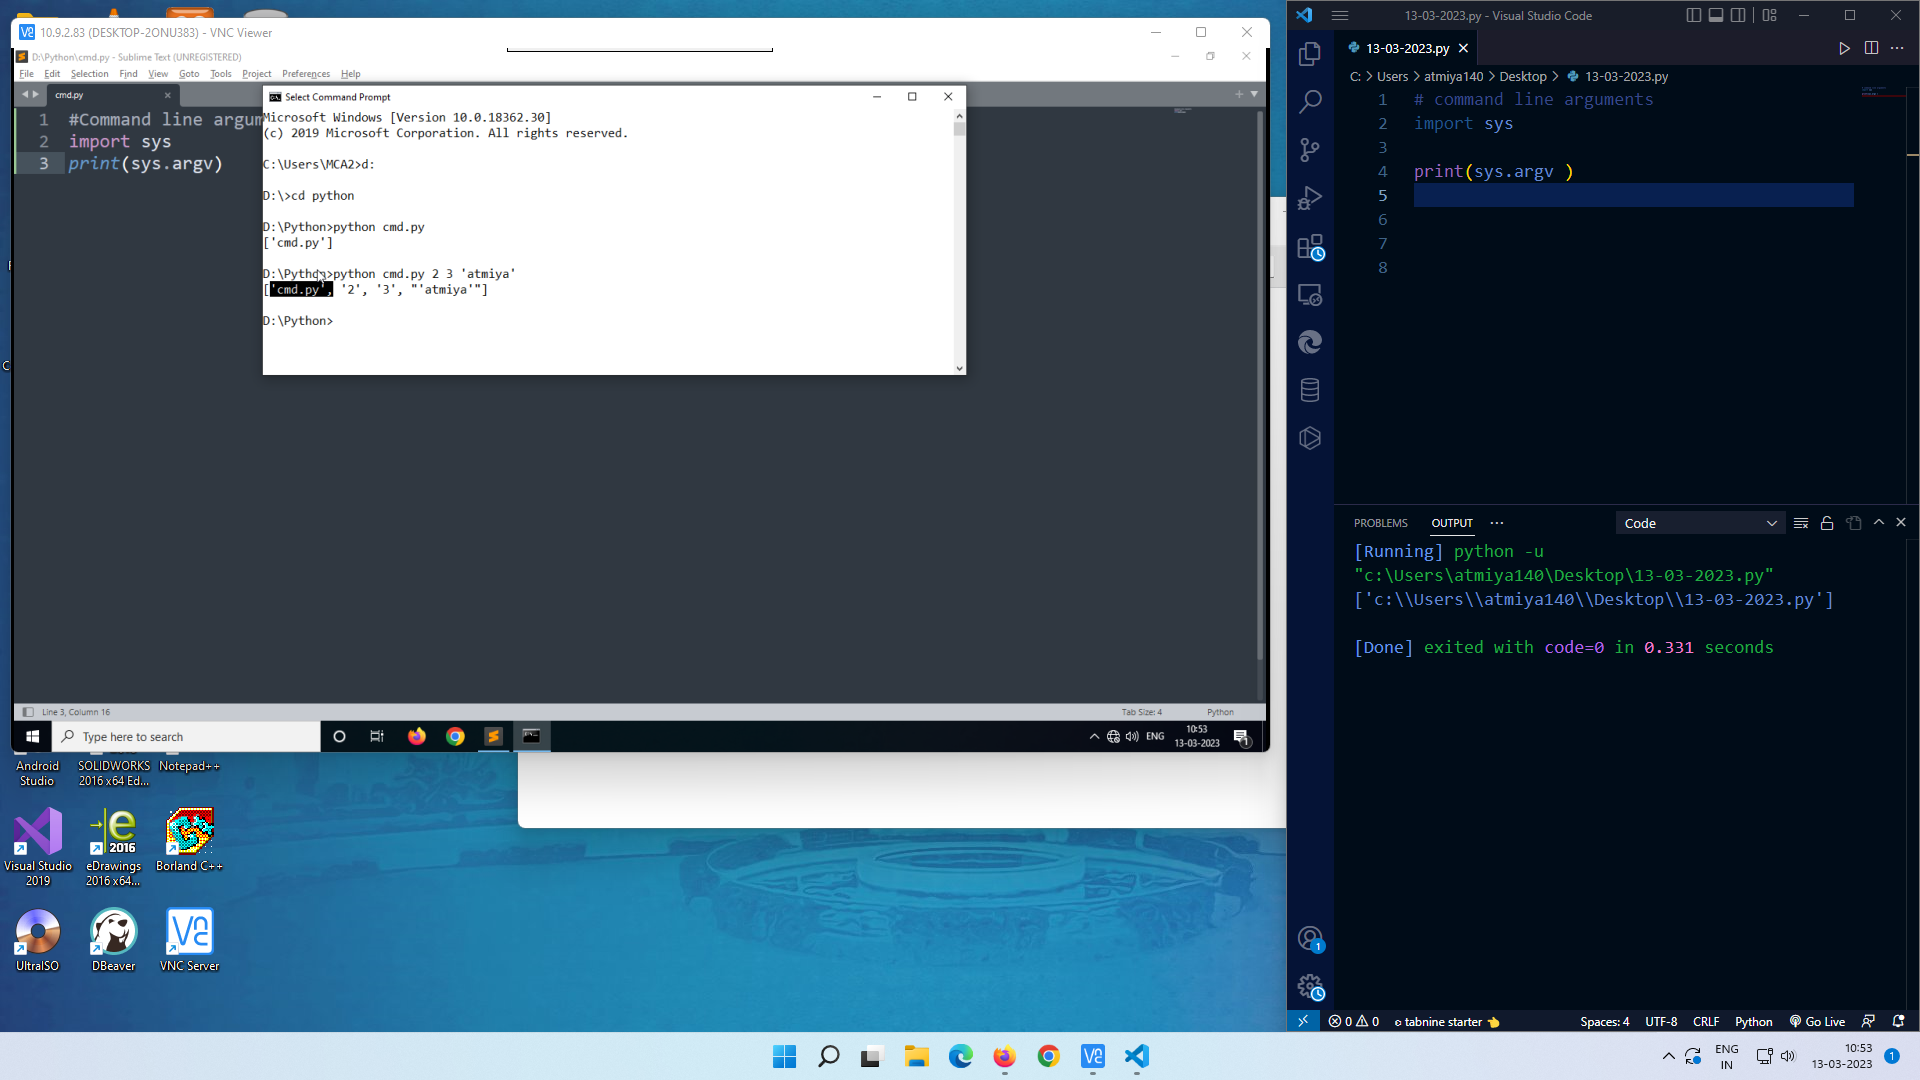 10.9.2.83 (DESKTOP-2ONU383) - VNC Viewer
D:\Python\cmd.py - Sublime Text (UNREGISTERED)
File Edit Selection Find View Goto Tools Project Preferences Help
cmd.py
1 #Command line argum
2 import sys
3 print(sys.argv)
Select Command Prompt
Microsoft Windows [Version 10.0.18362.30]
(c) 2019 Microsoft Corporation. All rights reserved.
C:\Users\MCA2>d:
D:\>cd python
D:\Python>python cmd.py
['cmd.py']
D:\Python>python cmd.py 2 3 'atmiya'
['cmd.py', '2', '3', "'atmiya'"]
D:\Python>
Line 3, Column 16
Tab Size: 4
Python
Type here to search
ENG
10:53
13-03-2023
1
Android Studio
SOLIDWORKS 2016 x64 Ed...
Notepad++
Visual Studio 2019
2016
eDrawings 2016 x64...
Borland C++
UltraISO
DBeaver
VNC Server
13-03-2023.py - Visual Studio Code
13-03-2023.py
C: > Users > atmiya140 > Desktop > 13-03-2023.py
1 # command line arguments
2 import sys
3
4 print(sys.argv )
5
6
7
8
PROBLEMS OUTPUT ...
Code
[Running] python -u
"c:\Users\atmiya140\Desktop\13-03-2023.py"
['c:\\Users\\atmiya140\\Desktop\\13-03-2023.py']
[Done] exited with code=0 in 0.331 seconds
1
0 0 tabnine starter Spaces: 4 UTF-8 CRLF Python Go Live
ENG
IN
10:53
13-03-2023
1